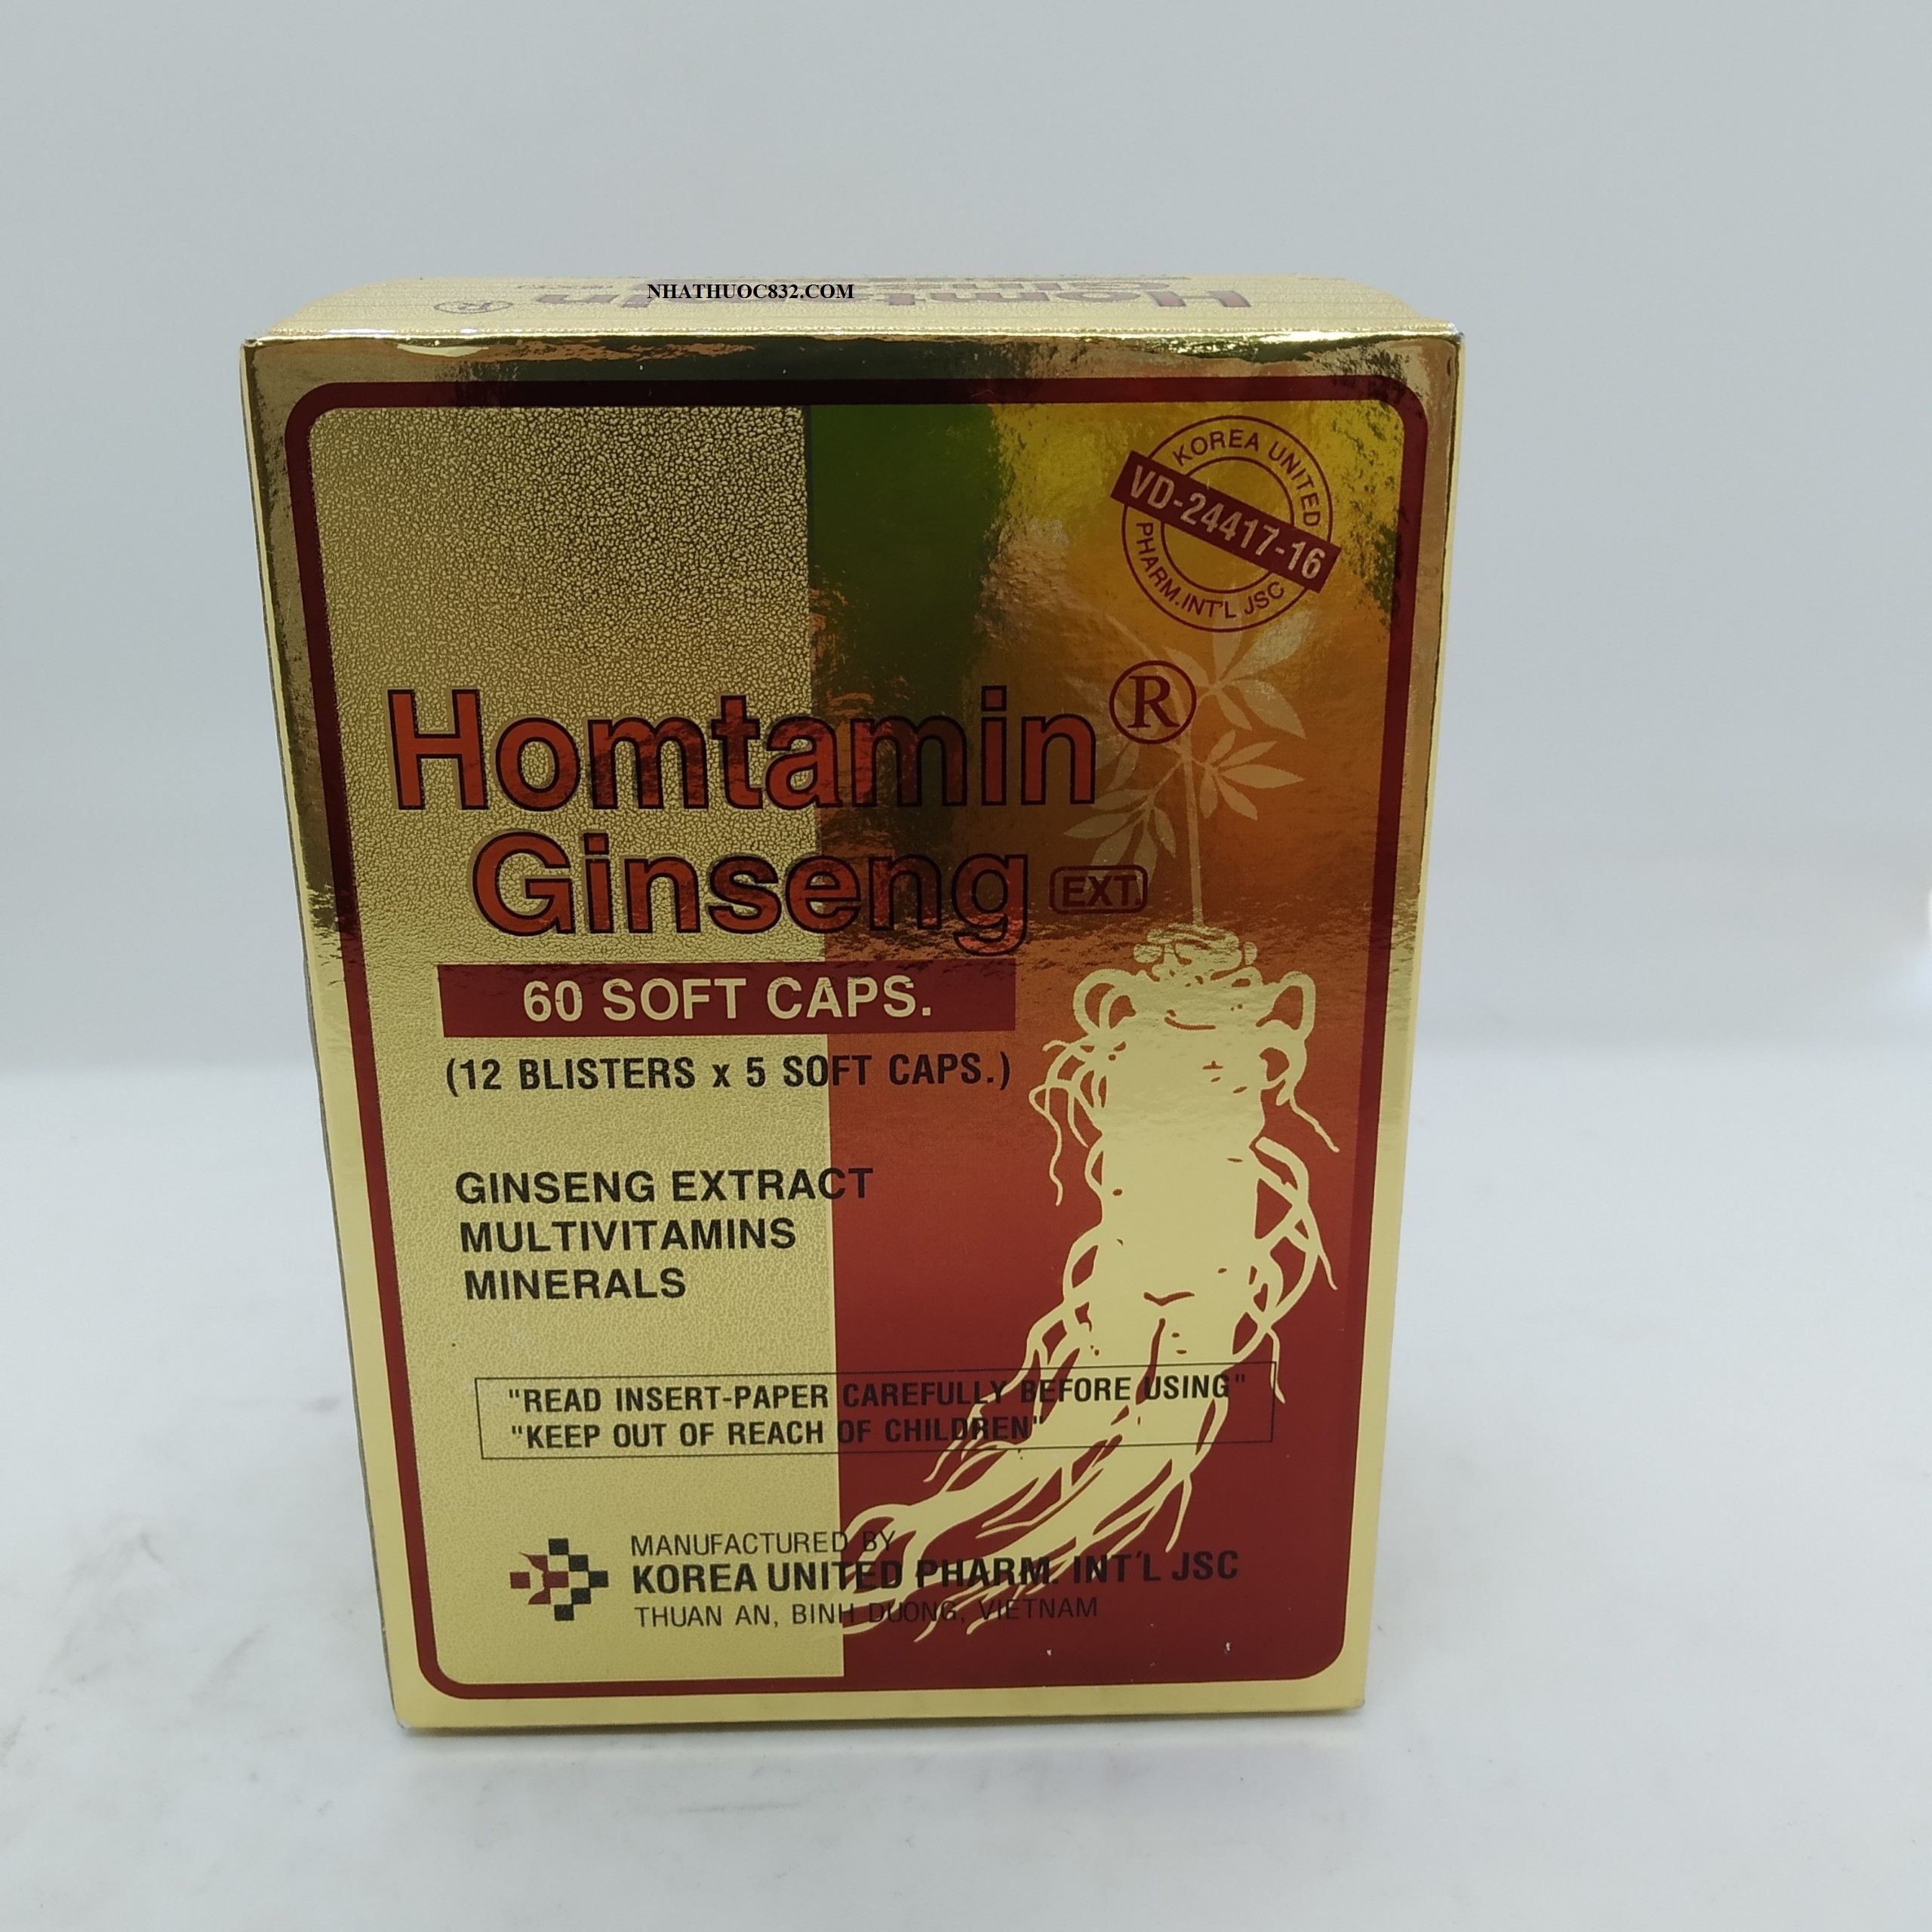 NHATHUOC832.COM
Homtamin
KOREA UNITED
VD-24417-16
PHARM.INT'L JSC
Homtamin®
Ginseng EXT.
60 SOFT CAPS.
(12 BLISTERS x 5 SOFT CAPS.)
GINSENG EXTRACT
MULTIVITAMINS
MINERALS
"READ INSERT-PAPER CAREFULLY BEFORE USING"
"KEEP OUT OF REACH OF CHILDREN"
MANUFACTURED BY
KOREA UNITED PHARM. INT'L JSC
THUAN AN, BINH DUONG, VIETNAM